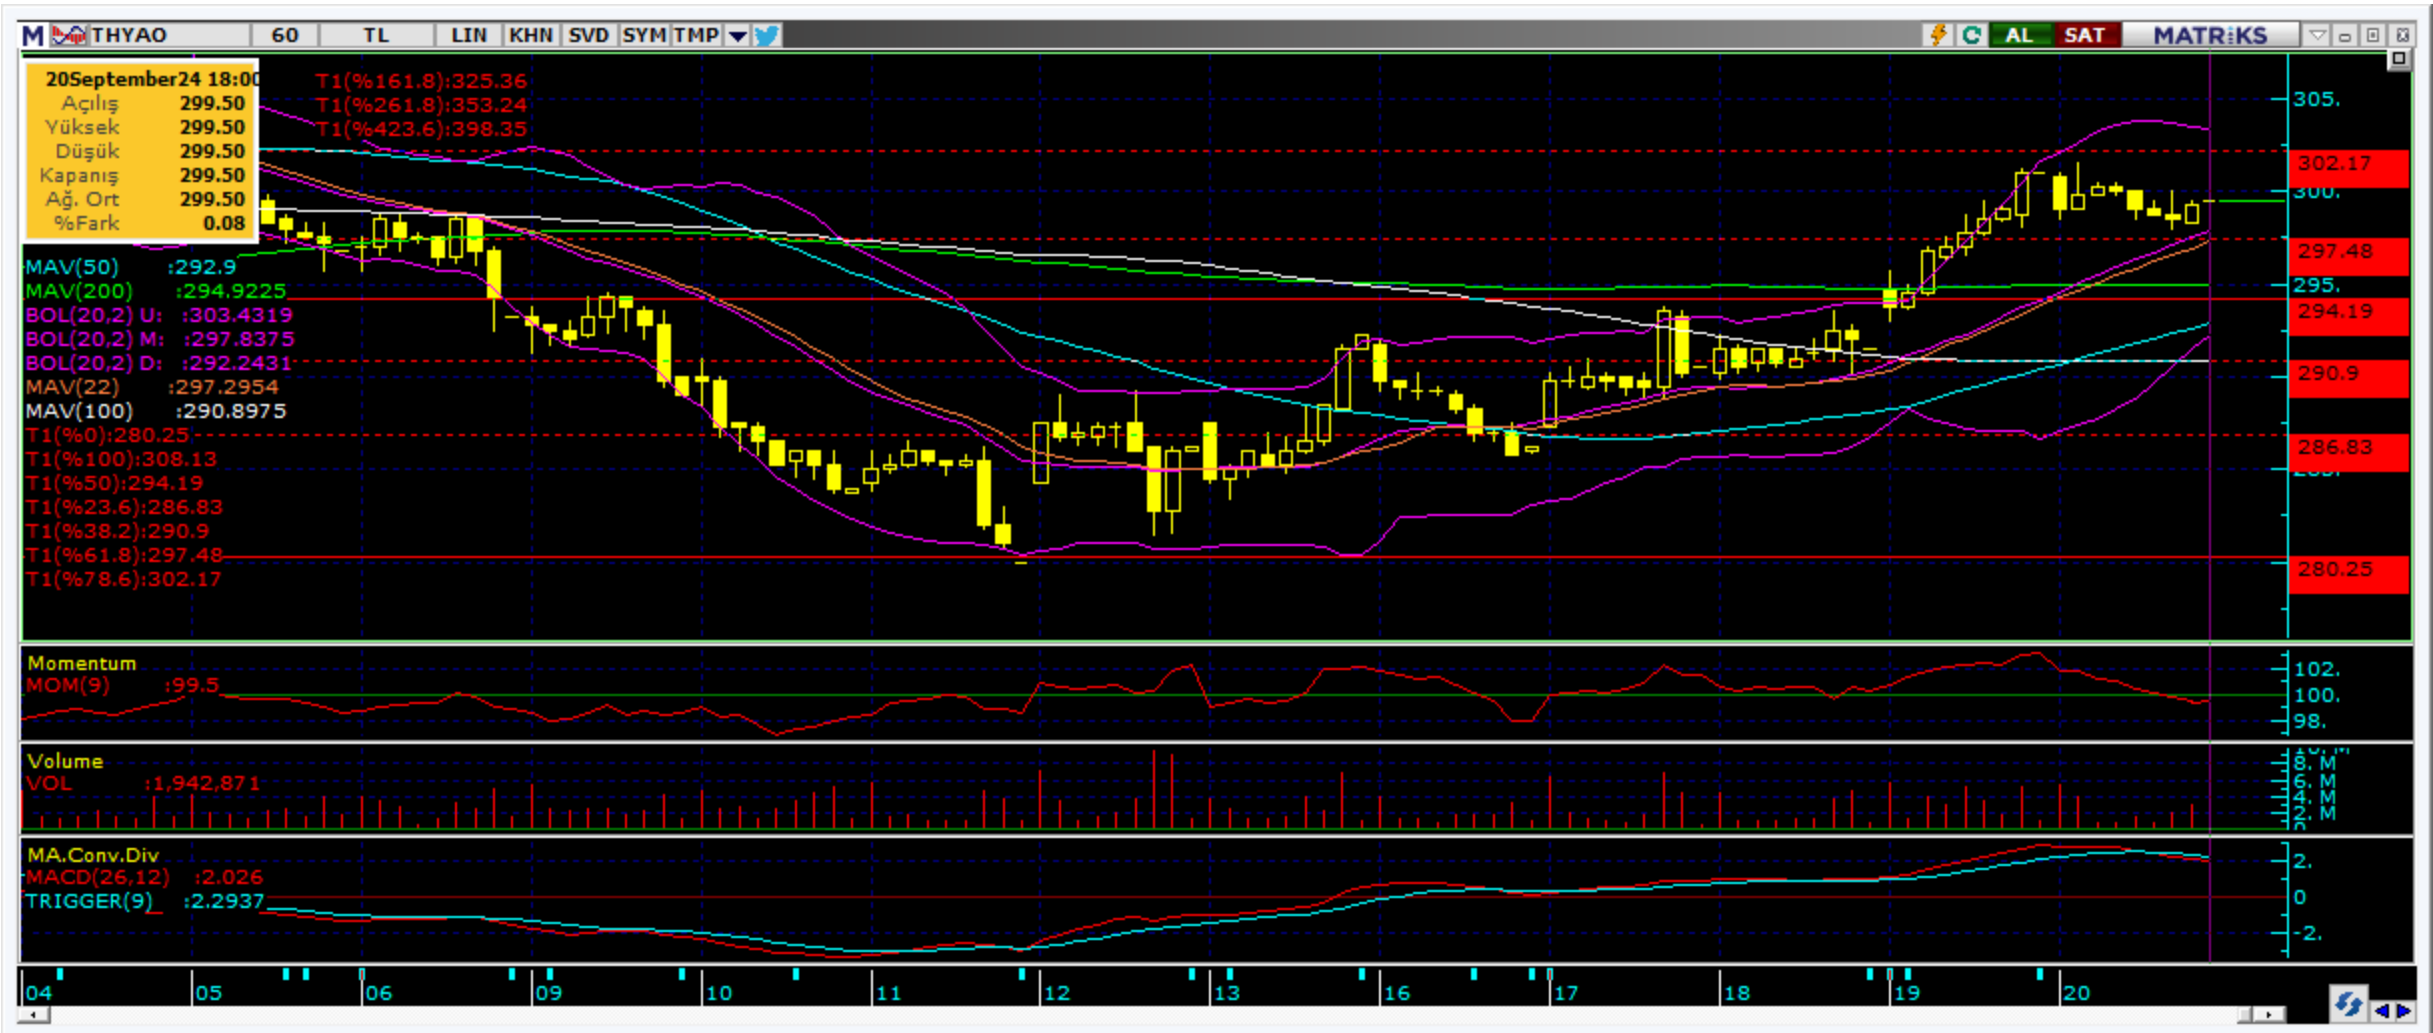 M THYAO 60 TL LIN KHN SVD SYM TMP AL SAT MATRiKS
20September24 18:00
Açılış 299.50
Yüksek 299.50
Düşük 299.50
Kapanış 299.50
Ağ. Ort 299.50
%Fark 0.08
T1(%161.8):325.36
T1(%261.8):353.24
T1(%423.6):398.35
MAV(50) :292.9
MAV(200) :294.9225
BOL(20,2) U: :303.4319
BOL(20,2) M: :297.8375
BOL(20,2) D: :292.2431
MAV(22) :297.2954
MAV(100) :290.8975
T1(%0):280.25
T1(%100):308.13
T1(%50):294.19
T1(%23.6):286.83
T1(%38.2):290.9
T1(%61.8):297.48
T1(%78.6):302.17
305.
302.17
300.
297.48
295.
294.19
290.9
286.83
280.25
Momentum
MOM(9) :99.5
102.
100.
98.
Volume
VOL :1,942,871
8. M
6. M
4. M
2. M
MA.Conv.Div
MACD(26,12) :2.026
TRIGGER(9) :2.2937
2.
0
-2.
04 05 06 09 10 11 12 13 16 17 18 19 20